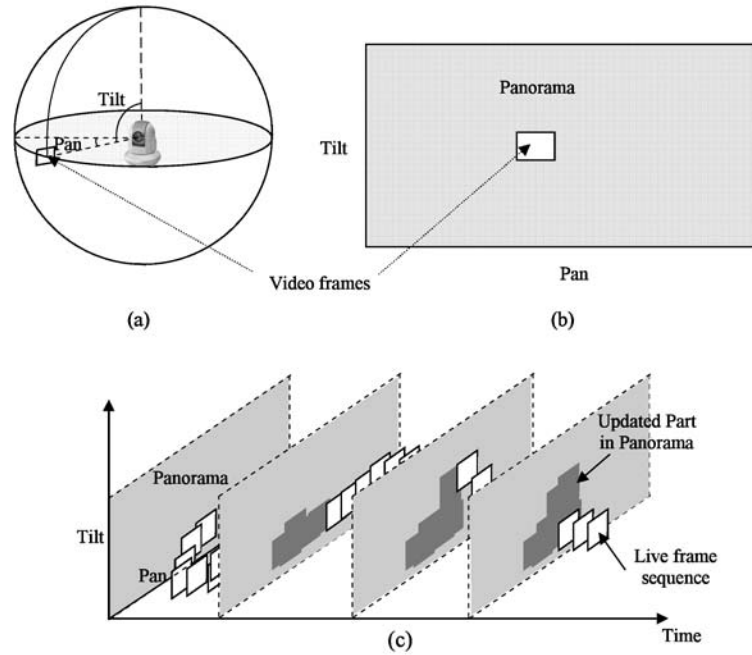 Tilt
Pan
(a)
Panorama
Tilt
Pan
Video frames
(b)
Panorama
Tilt
Pan
Updated Part
in Panorama
Live frame
sequence
Time
(c)